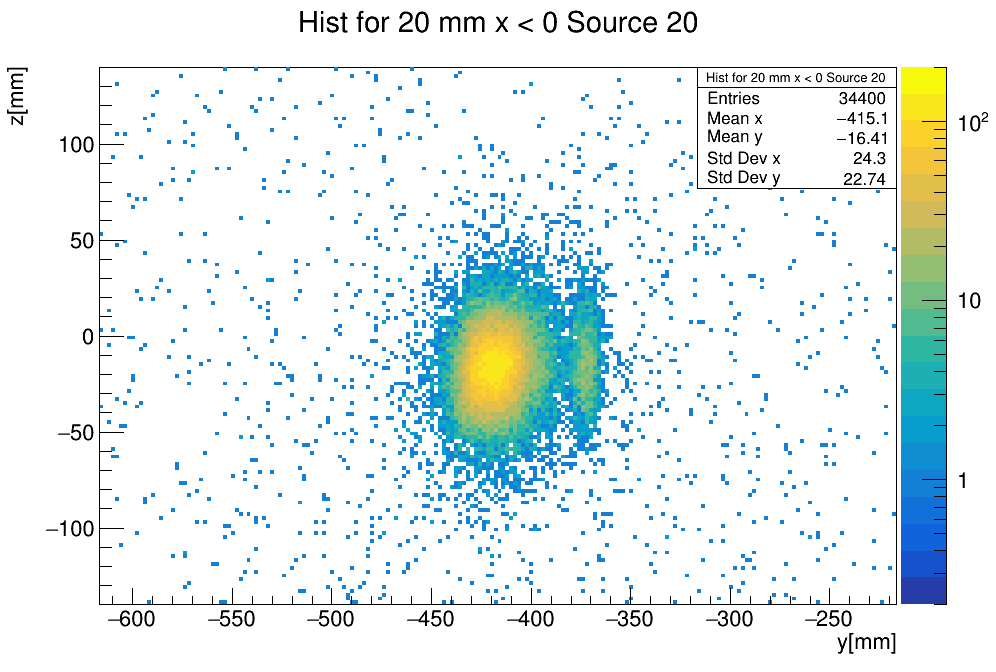 Hist for 20 mm x < 0 Source 20
z[mm]
Hist for 20 mm x < 0 Source 20
Entries 34400
Mean x −415.1
Mean y −16.41
Std Dev x 24.3
Std Dev y 22.74
100
50
0
−50
−100
10²
10
1
−600 −550 −500 −450 −400 −350 −300 −250
y[mm]